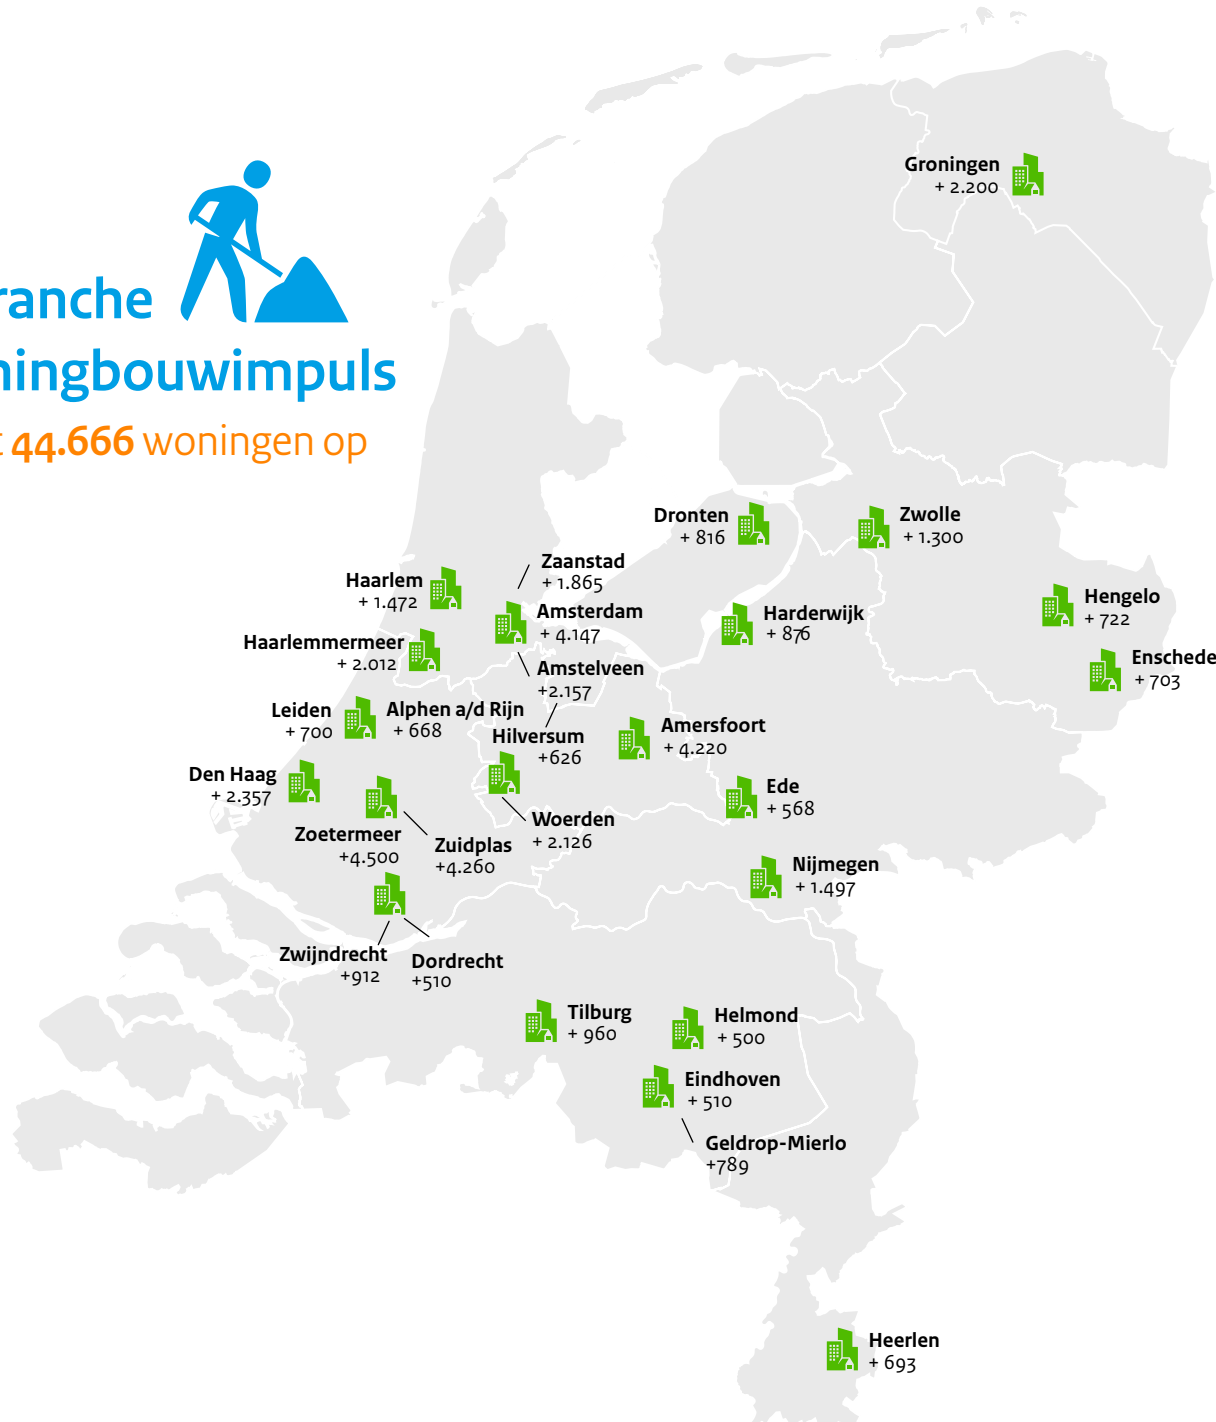 ranche
ningbouwimpuls
t 44.666 woningen op
Groningen
+ 2.200
Dronten
+ 816
Zwolle
+ 1.300
Zaanstad
+ 1.865
Haarlem
+ 1.472
Amsterdam
+ 4.147
Harderwijk
+ 876
Hengelo
+ 722
Haarlemmermeer
+ 2.012
Amstelveen
+2.157
Enschede
+ 703
Leiden
+ 700
Alphen a/d Rijn
+ 668
Hilversum
+626
Amersfoort
+ 4.220
Den Haag
+ 2.357
Ede
+ 568
Zoetermeer
+4.500
Zuidplas
+4.260
Woerden
+ 2.126
Nijmegen
+ 1.497
Zwijndrecht
+912
Dordrecht
+510
Tilburg
+ 960
Helmond
+ 500
Eindhoven
+ 510
Geldrop-Mierlo
+789
Heerlen
+ 693